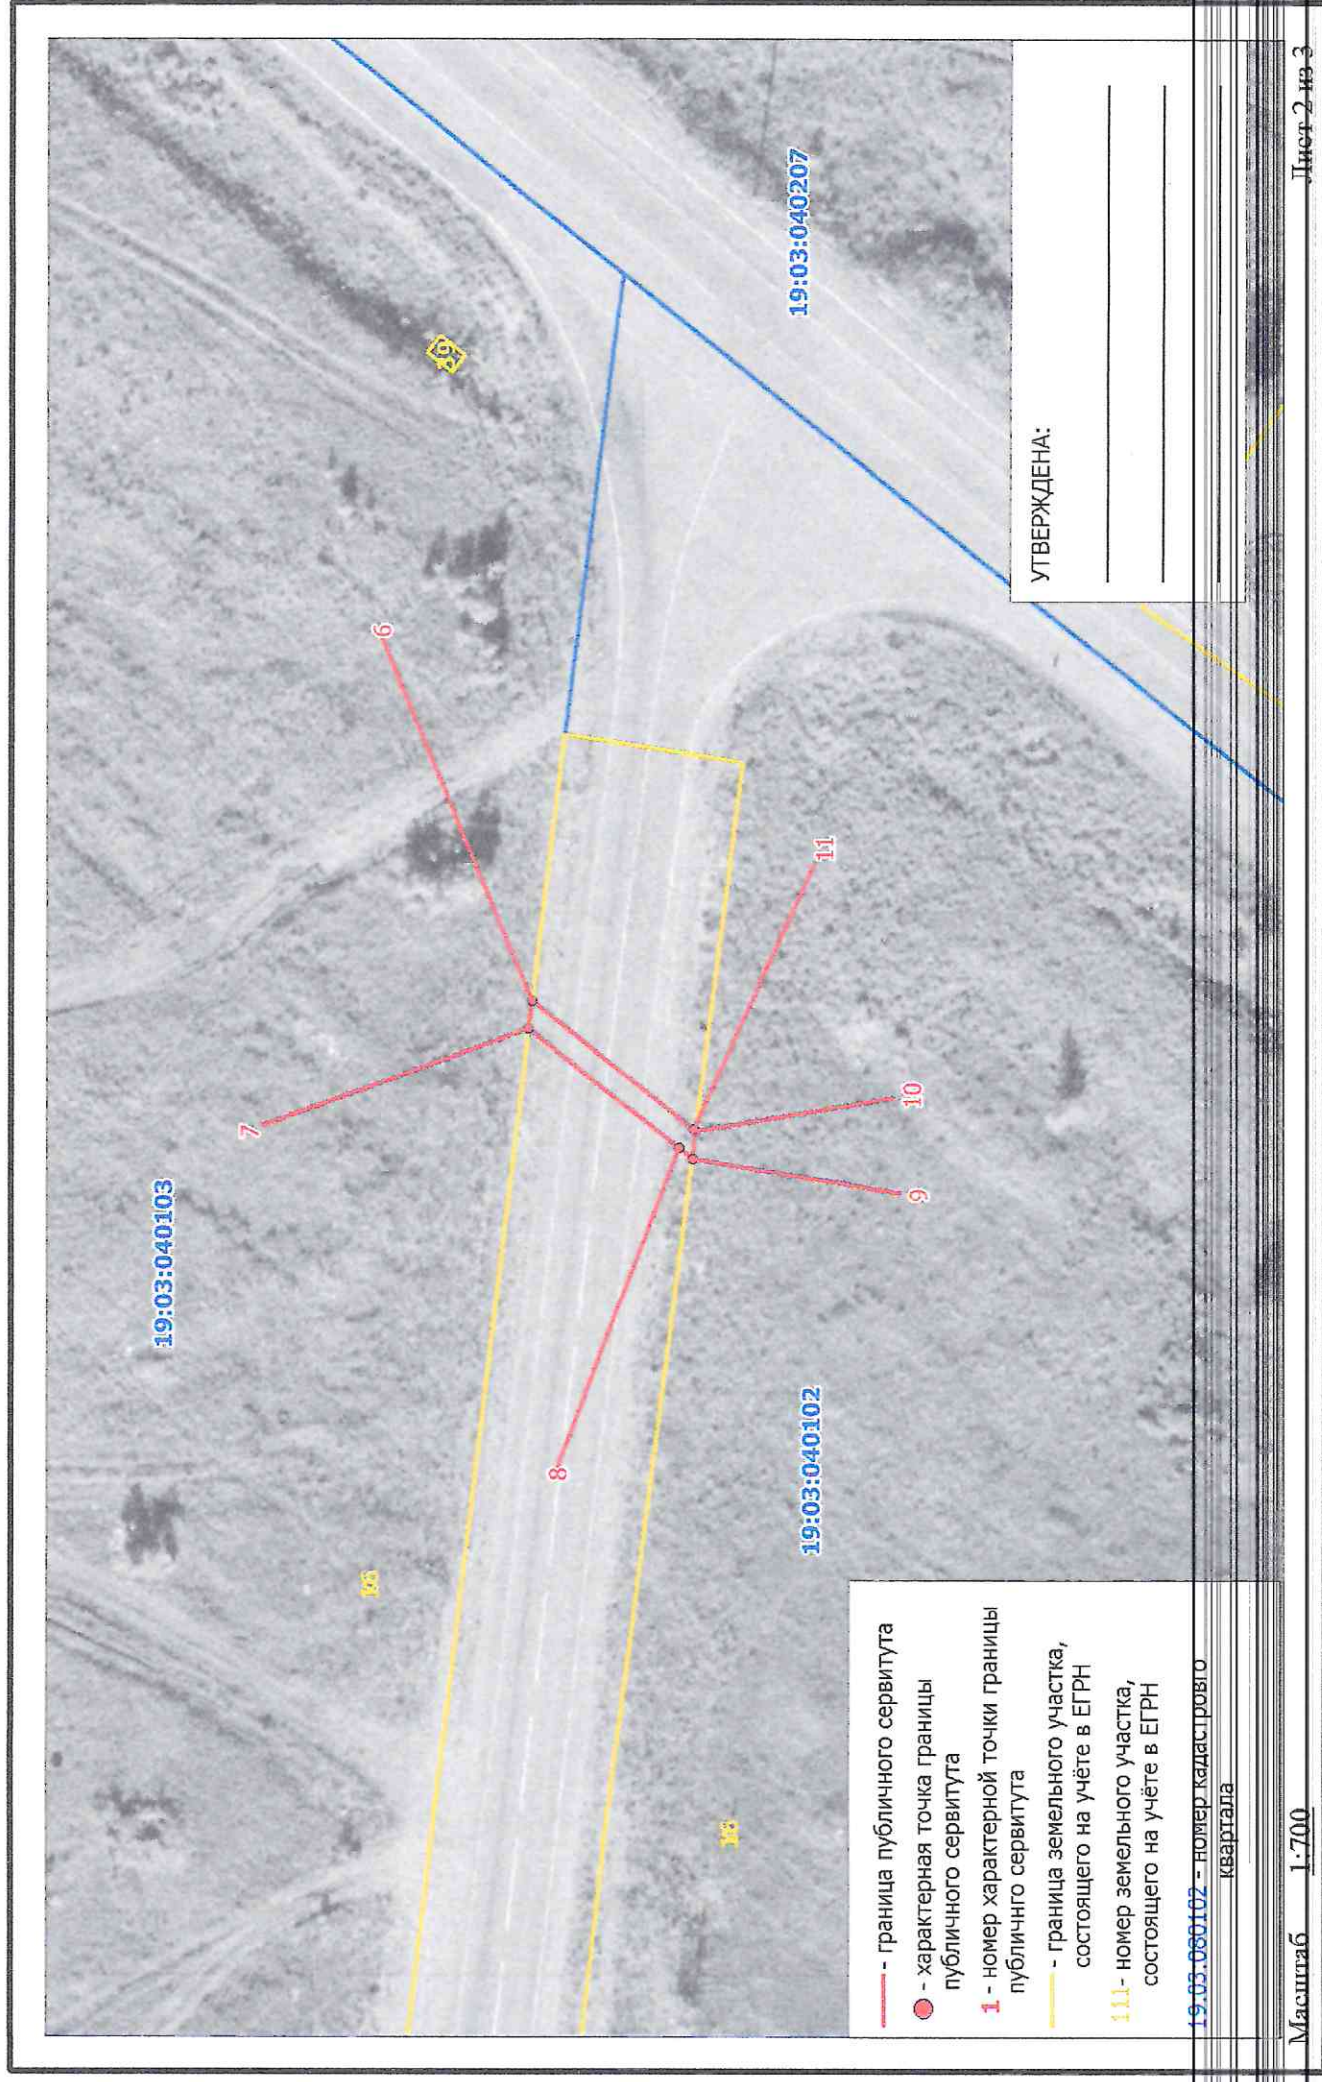 6
7
8
9
10
11
19:03:040103
19:03:040207
19:03:040102
УТВЕРЖДЕНА:
- граница публичного сервитута
- характерная точка границы
публичного сервитута
1 - номер характерной точки границы
публичнго сервитута
- граница земельного участка,
состоящего на учёте в ЕГРН
111- номер земельного участка,
состоящего на учёте в ЕГРН
19:03:080102 - номер кадастровго
квартала
Масштаб 1:700
Лист 2 из 3